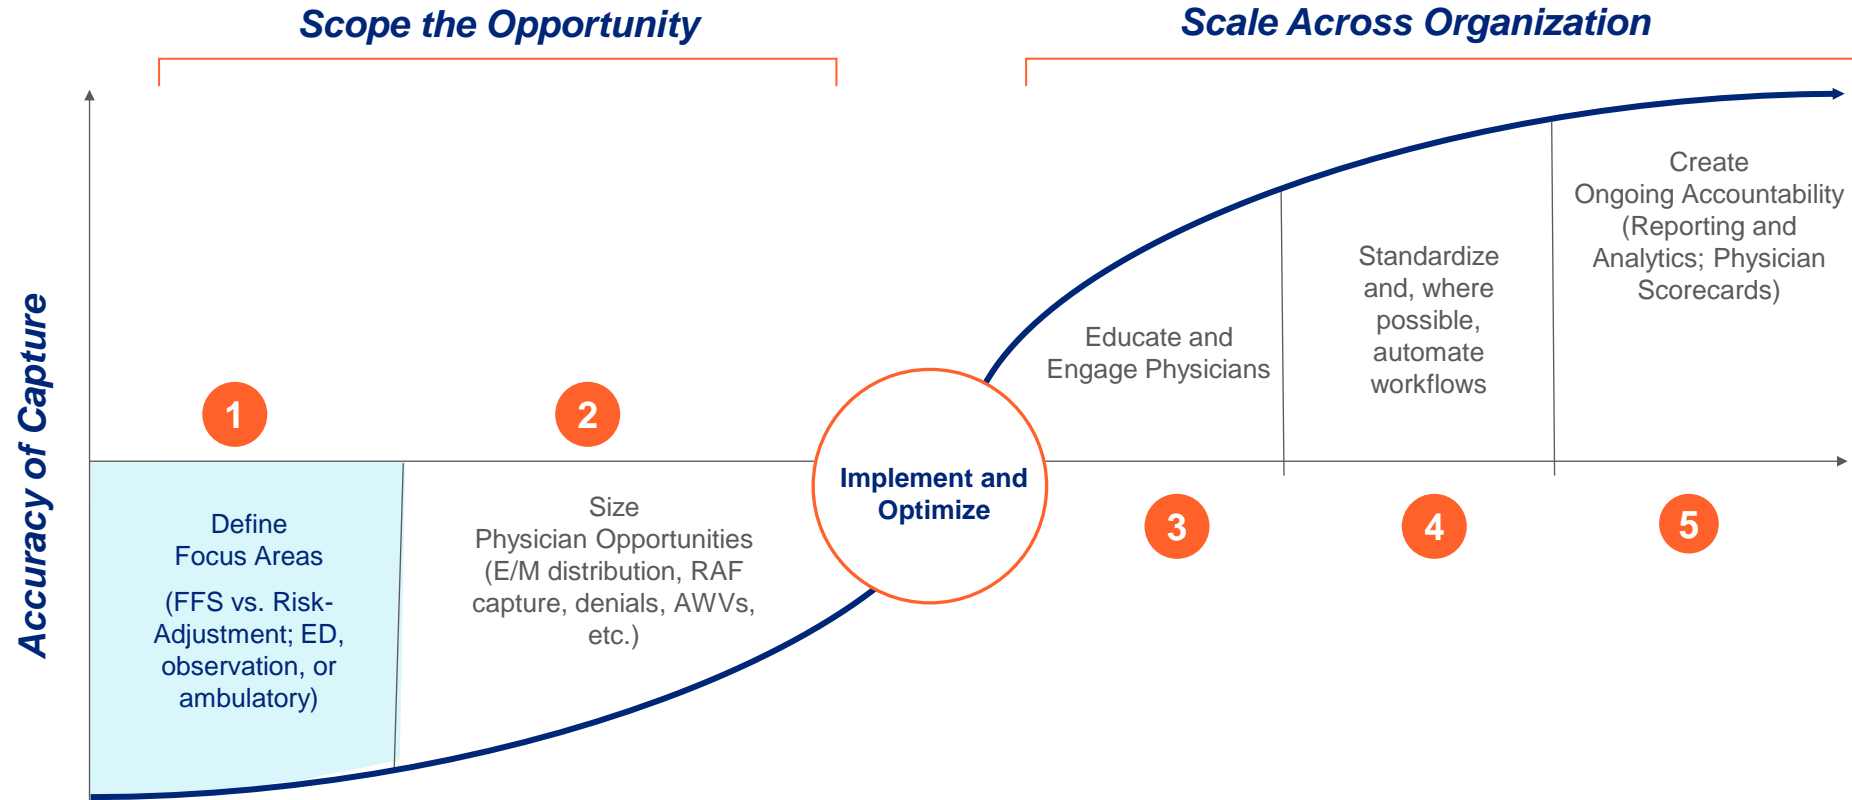 Scope the Opportunity
Scale Across Organization
Accuracy of Capture
1
Define
Focus Areas
(FFS vs. Risk-
Adjustment; ED,
observation, or
ambulatory)
2
Size
Physician Opportunities
(E/M distribution, RAF
capture, denials, AWVs,
etc.)
Implement and
Optimize
Educate and
Engage Physicians
3
Standardize
and, where
possible,
automate
workflows
4
Create
Ongoing Accountability
(Reporting and
Analytics; Physician
Scorecards)
5